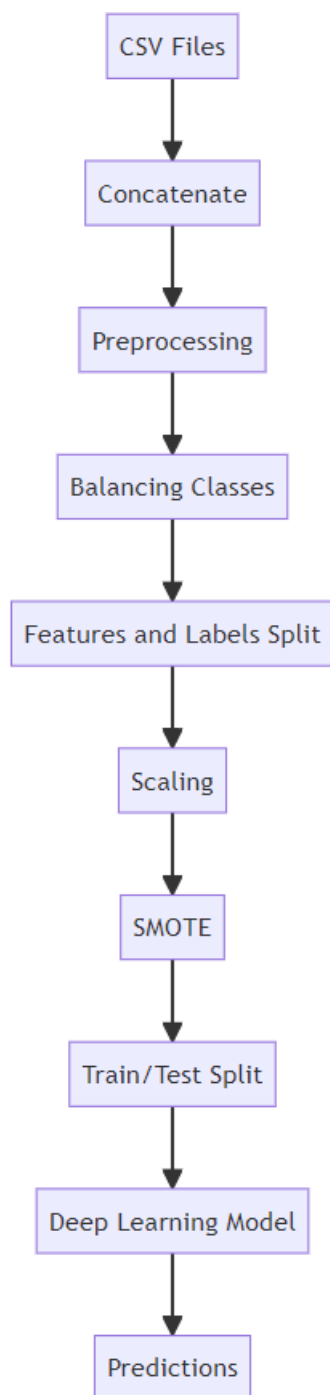 CSV Files
Concatenate
Preprocessing
Balancing Classes
Features and Labels Split
Scaling
SMOTE
Train/Test Split
Deep Learning Model
Predictions